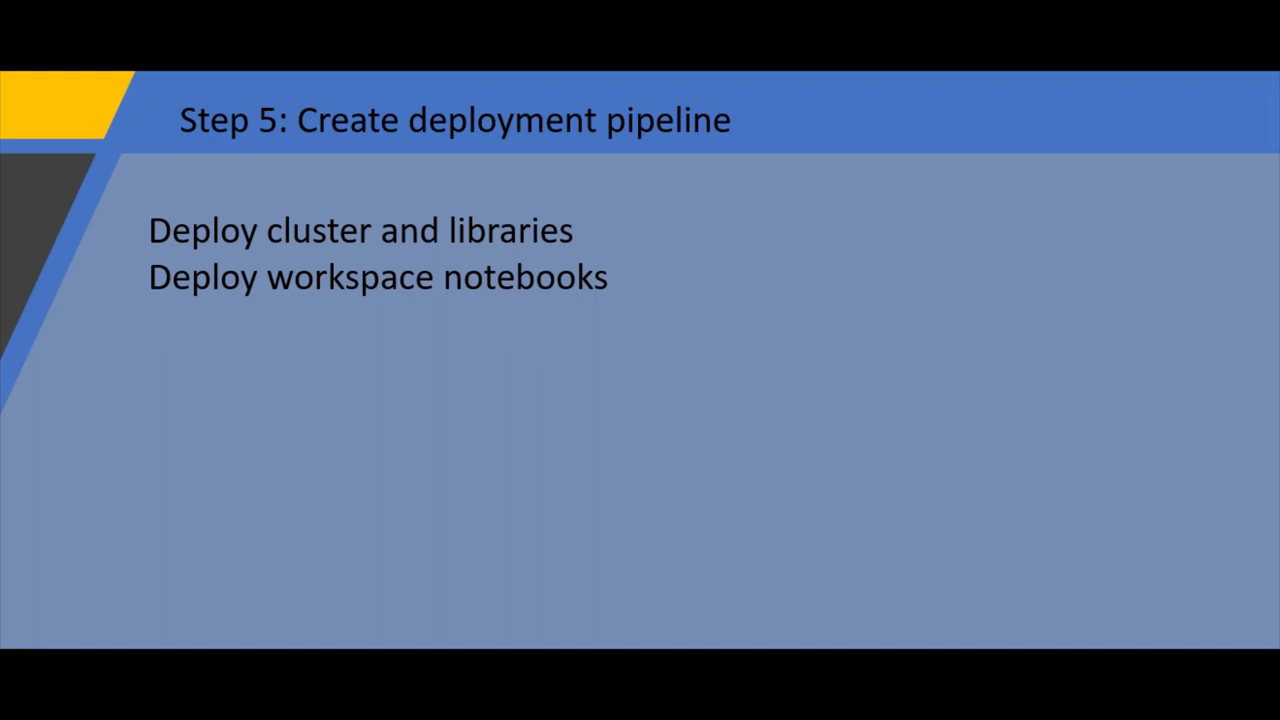 Step 5: Create deployment pipeline
Deploy cluster and libraries
Deploy workspace notebooks